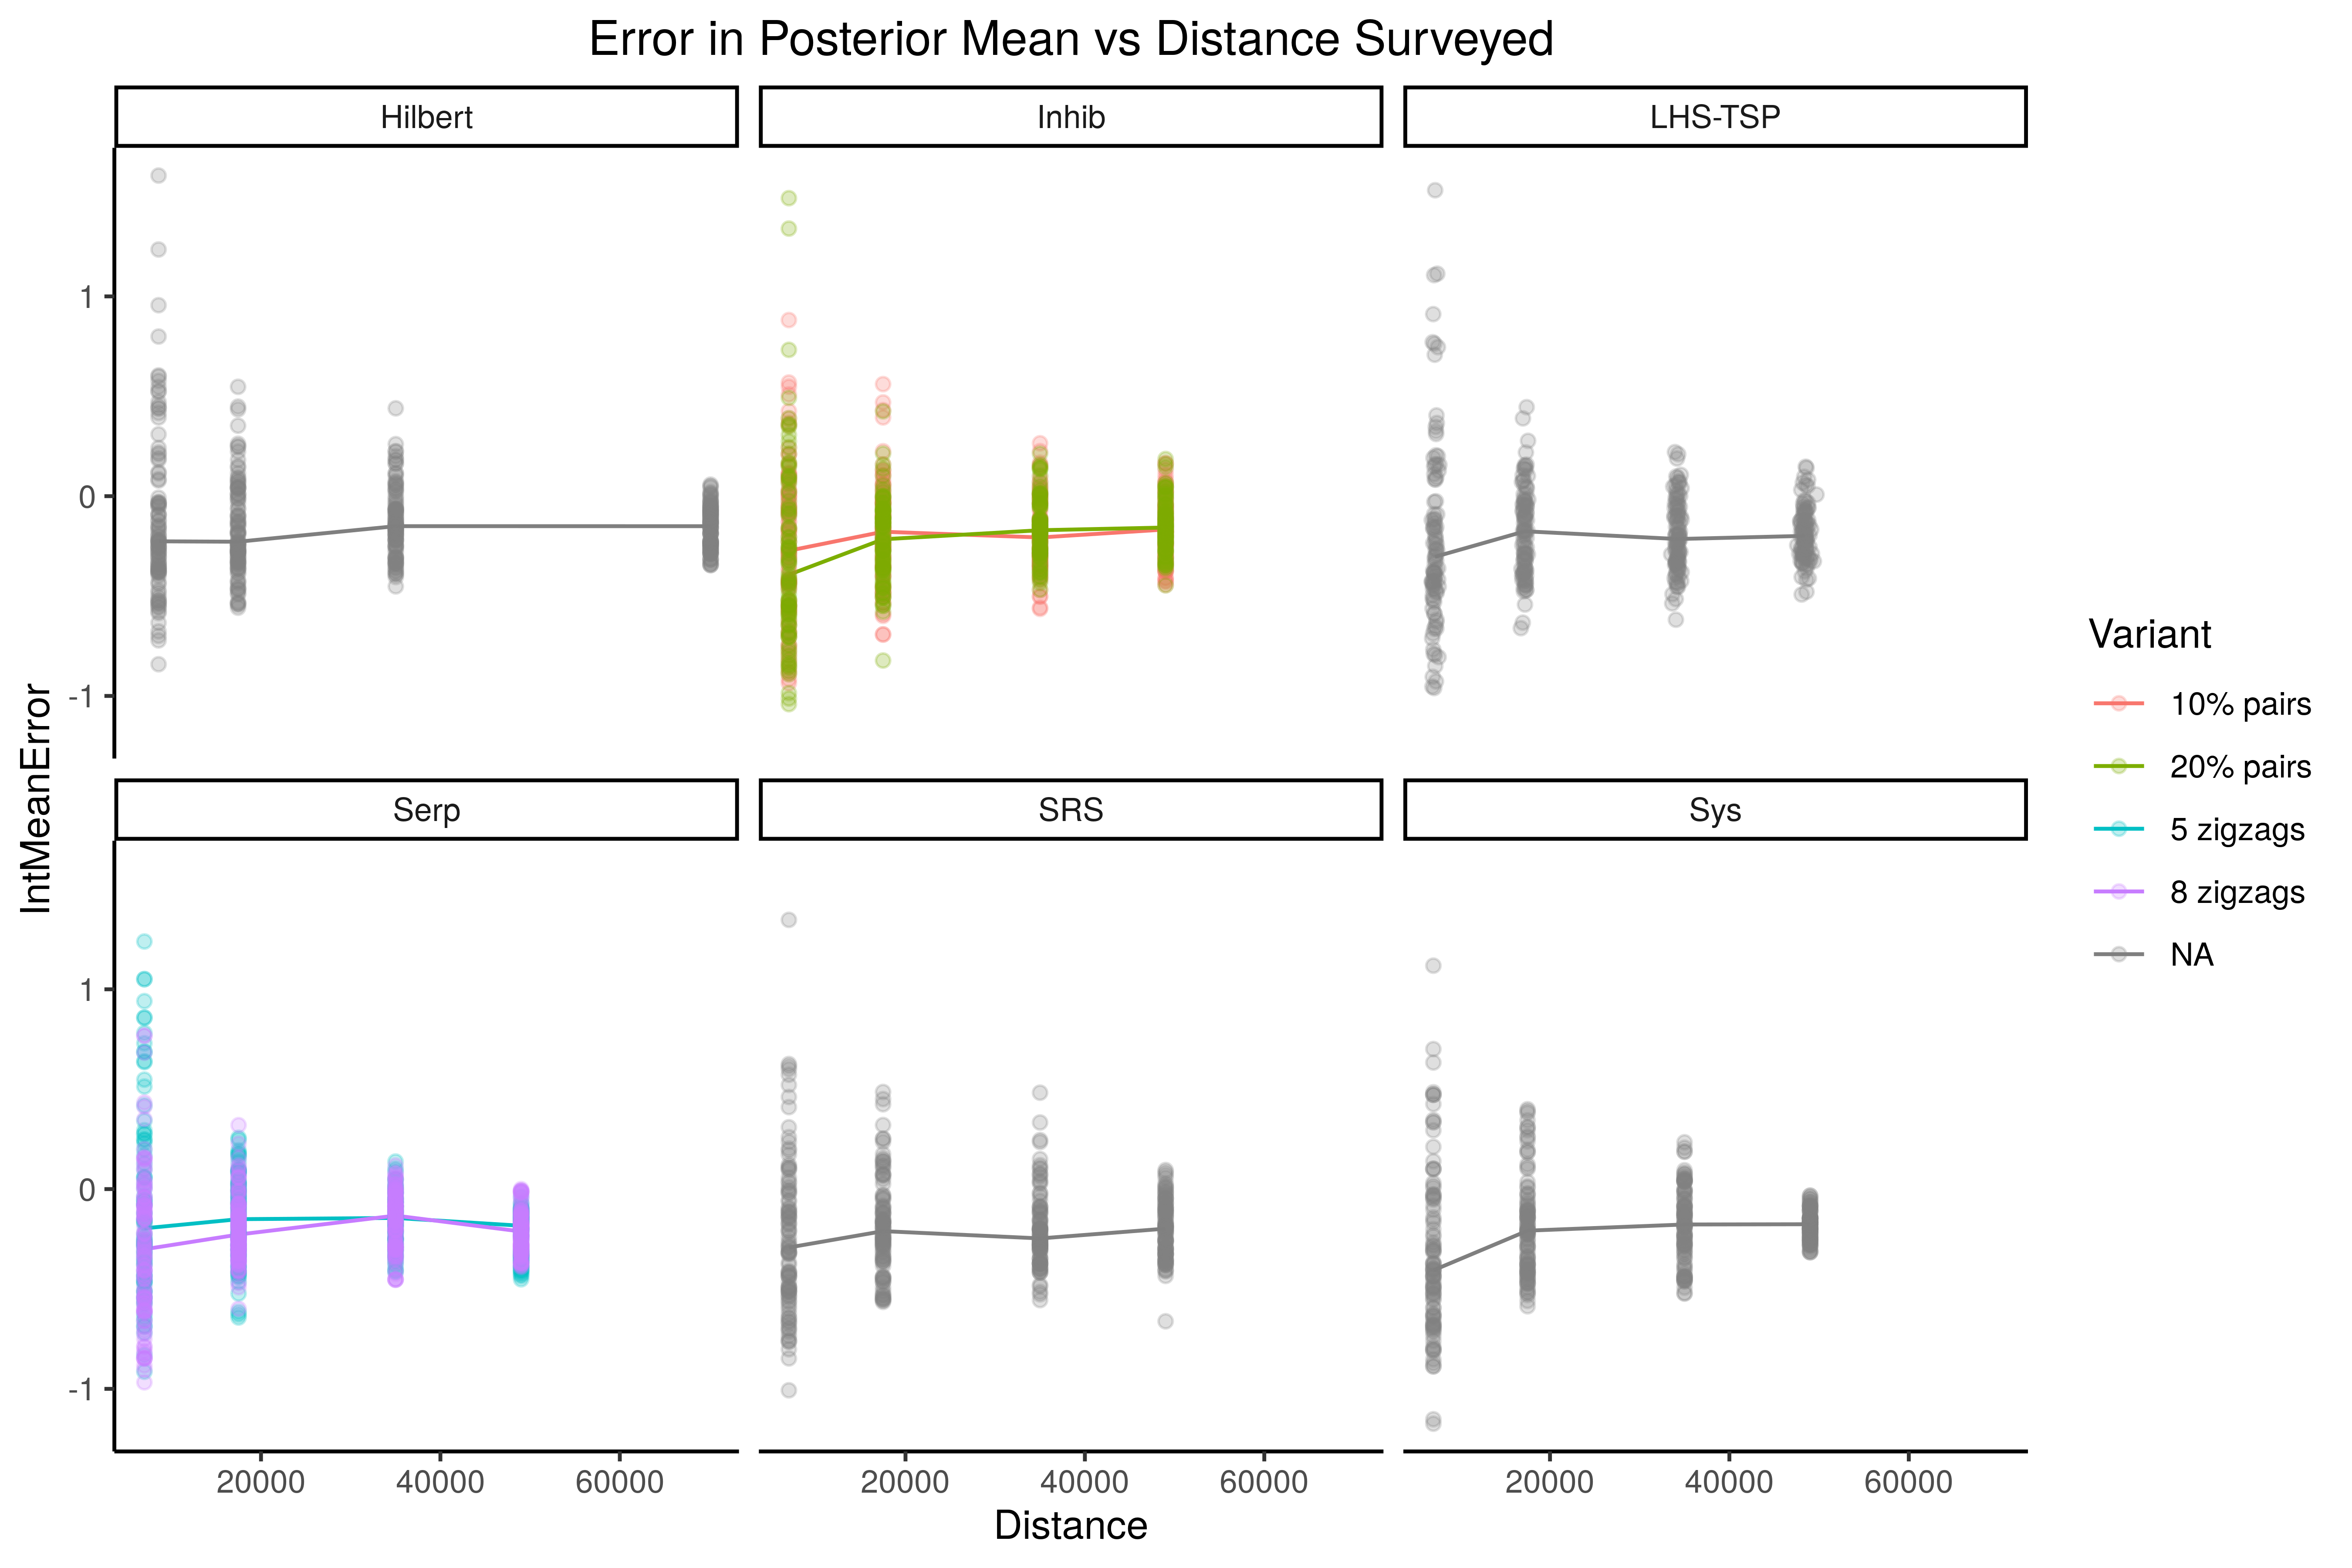 Error in Posterior Mean vs Distance Surveyed
Hilbert
Inhib
LHS-TSP
1
0
-1
Serp
SRS
Sys
1
0
-1
20000 40000 60000
20000 40000 60000
20000 40000 60000
Distance
IntMeanError
Variant
10% pairs
20% pairs
5 zigzags
8 zigzags
NA